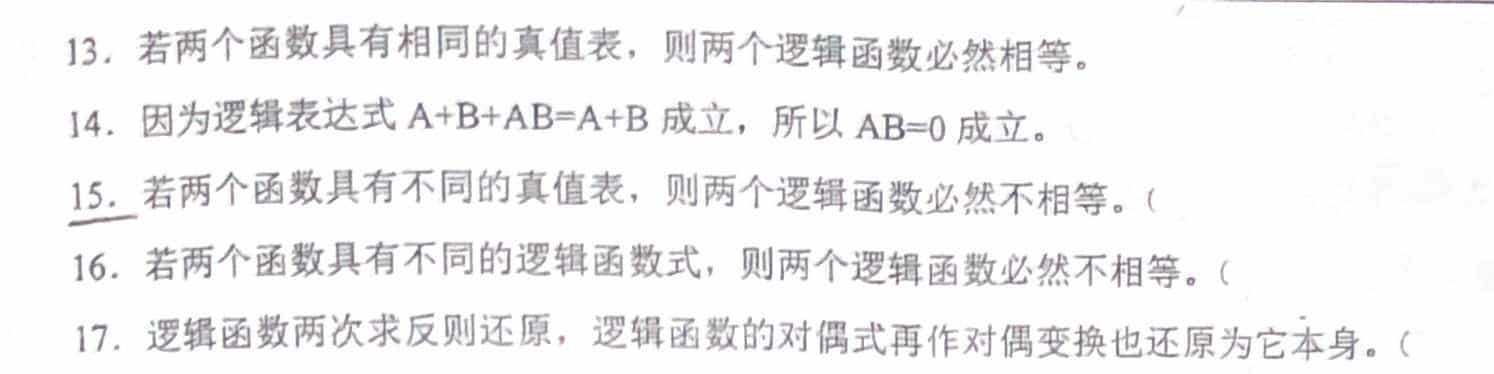 13. 若两个函数具有相同的真值表，则两个逻辑函数必然相等。
14. 因为逻辑表达式 A+B+AB=A+B 成立，所以 AB=0 成立。
15. 若两个函数具有不同的真值表，则两个逻辑函数必然不相等。(
16. 若两个函数具有不同的逻辑函数式，则两个逻辑函数必然不相等。(
17. 逻辑函数两次求反则还原，逻辑函数的对偶式再作对偶变换也还原为它本身。(